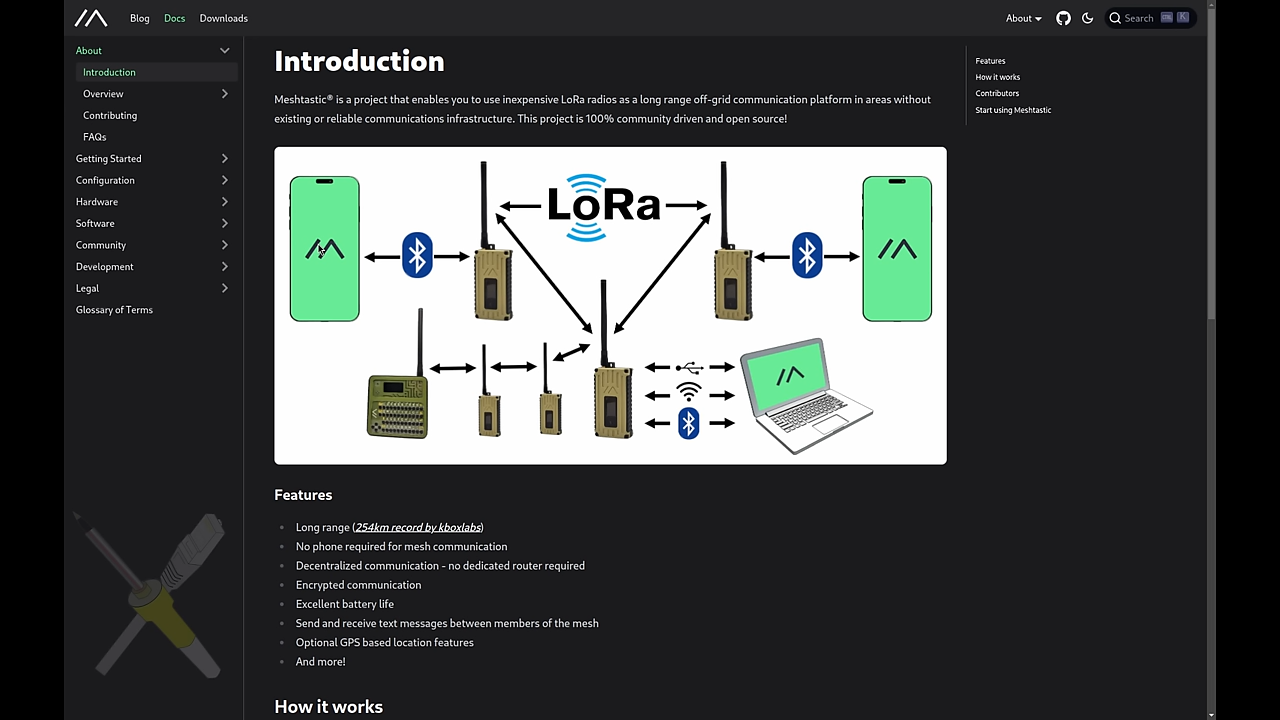 Blog
Docs
Downloads
About
Search
K
About
Introduction
Overview
Contributing
FAQs
Getting Started
Configuration
Hardware
Software
Community
Development
Legal
Glossary of Terms
Introduction
Meshtastic® is a project that enables you to use inexpensive LoRa radios as a long range off-grid communication platform in areas without
existing or reliable communications infrastructure. This project is 100% community driven and open source!
LoRa
Features
Long range (254km record by kboxlabs)
No phone required for mesh communication
Decentralized communication - no dedicated router required
Encrypted communication
Excellent battery life
Send and receive text messages between members of the mesh
Optional GPS based location features
And more!
How it works
Features
How it works
Contributors
Start using Meshtastic